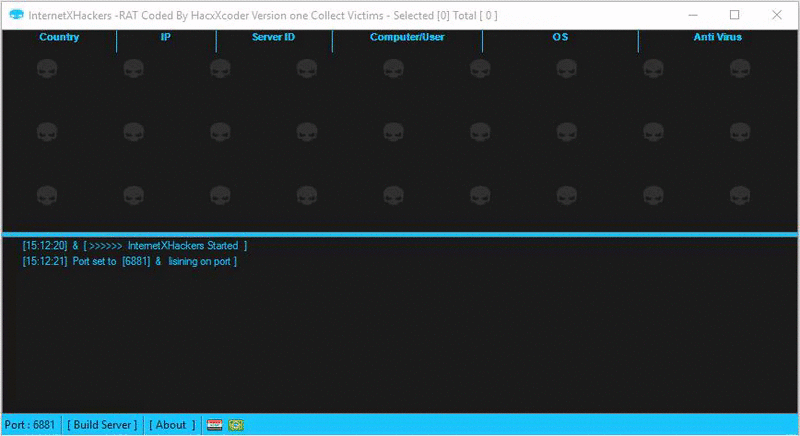 InternetXHackers -RAT Coded By HacxXcoder Version one Collect Victims - Selected [0] Total [ 0 ]
Country IP Server ID Computer/User OS Anti Virus
[15:12:20] & [ >>>>>> InternetXHackers Started ]
[15:12:21] Port set to [6881] & lisining on port ]
Port : 6881 [ Build Server ] [ About ]